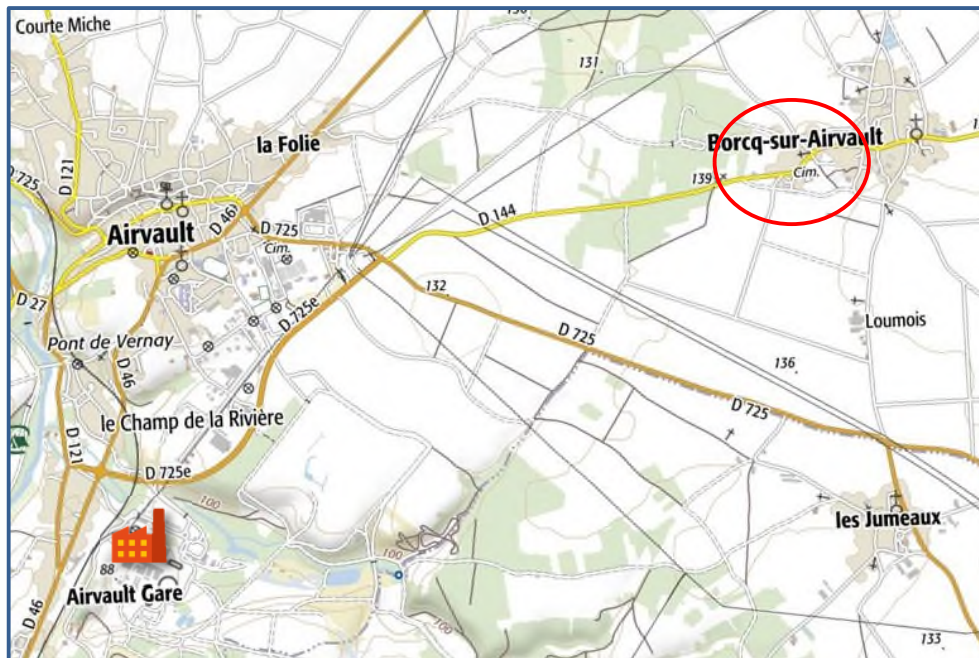 Courte Miche
131
la Folie
Borcq-sur-Airvault
D 121
D 725
139
Cim.
D 46
Airvault
D 725
D 144
Cim.
D 27
132
D 725e
Loumois
Pont de Vernay
D 725
136
D 46
le Champ de la Rivière
D 725
D 121
D 725e
100
les Jumeaux
100
88
Airvault Gare
D 46
100
133